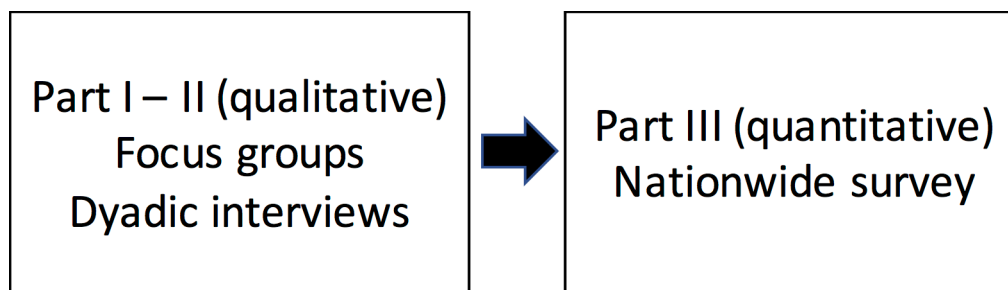 Part I – II (qualitative)
Focus groups
Dyadic interviews
Part III (quantitative)
Nationwide survey